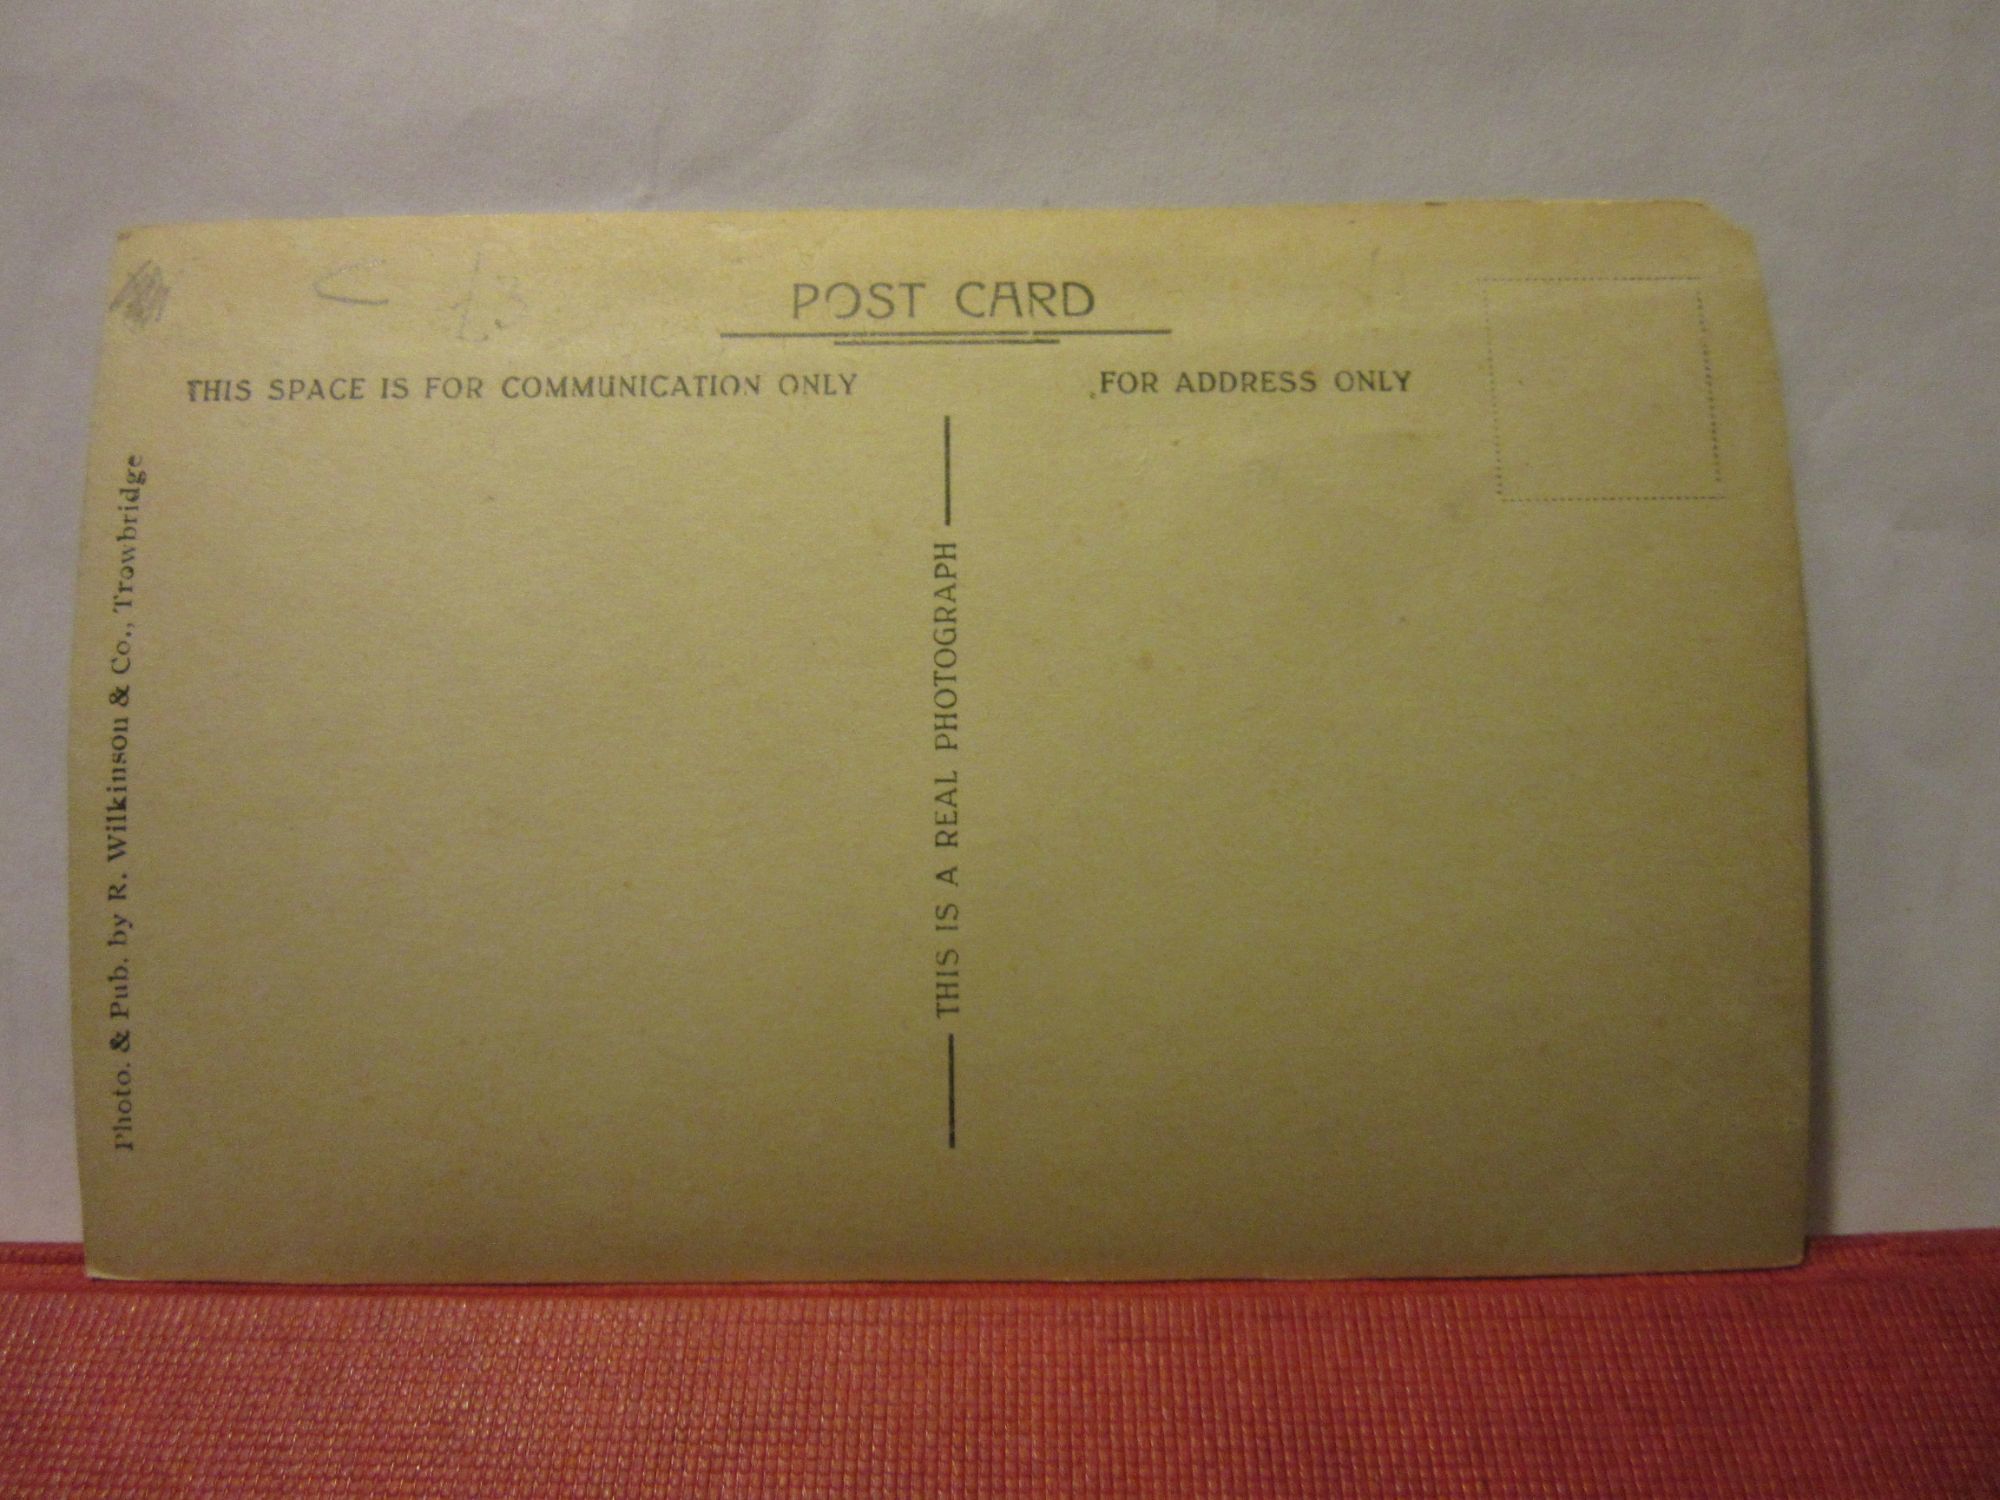 POST CARD
THIS SPACE IS FOR COMMUNICATION ONLY
FOR ADDRESS ONLY
THIS IS A REAL PHOTOGRAPH
Photo. & Pub. by R. Wilkinson & Co., Trowbridge